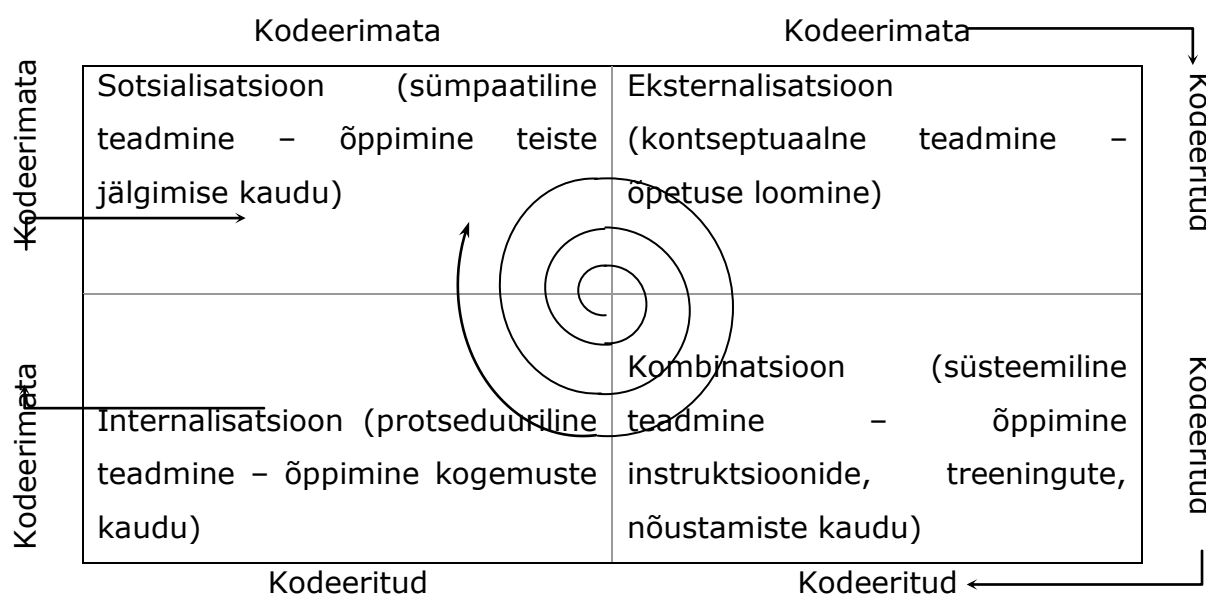 Kodeerimata
Kodeerimata
Kodeerimata
Sotsialisatsioon (sümpaatiline
teadmine – õppimine teiste
jälgimise kaudu)
Eksternalisatsioon
(kontseptuaalne teadmine –
õpetuse loomine)
Kodeeritud
Kodeerimata
Internalisatsioon (protseduuriline
teadmine – õppimine kogemuste
kaudu)
Kombinatsioon (süsteemiline
teadmine – õppimine
instruktsioonide, treeningute,
nõustamiste kaudu)
Kodeeritud
Kodeeritud
Kodeeritud